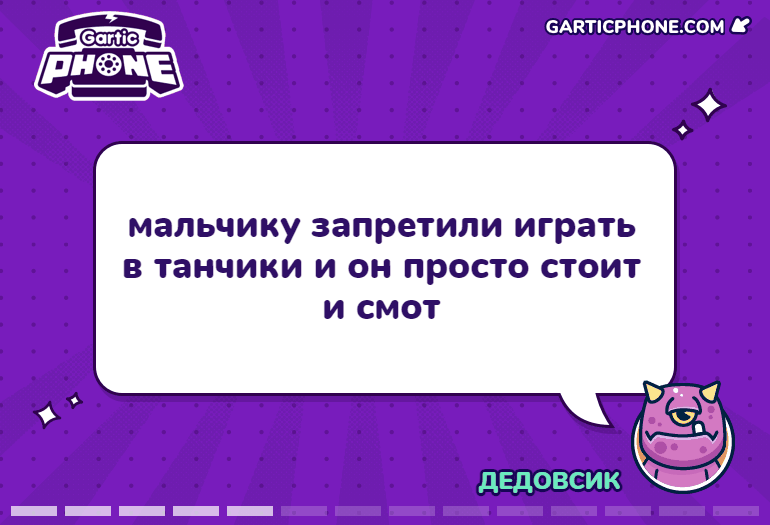 Gartic
PHONE
GARTICPHONE.COM
мальчику запретили играть
в танчики и он просто стоит
и смот
ДЕДОВСИК